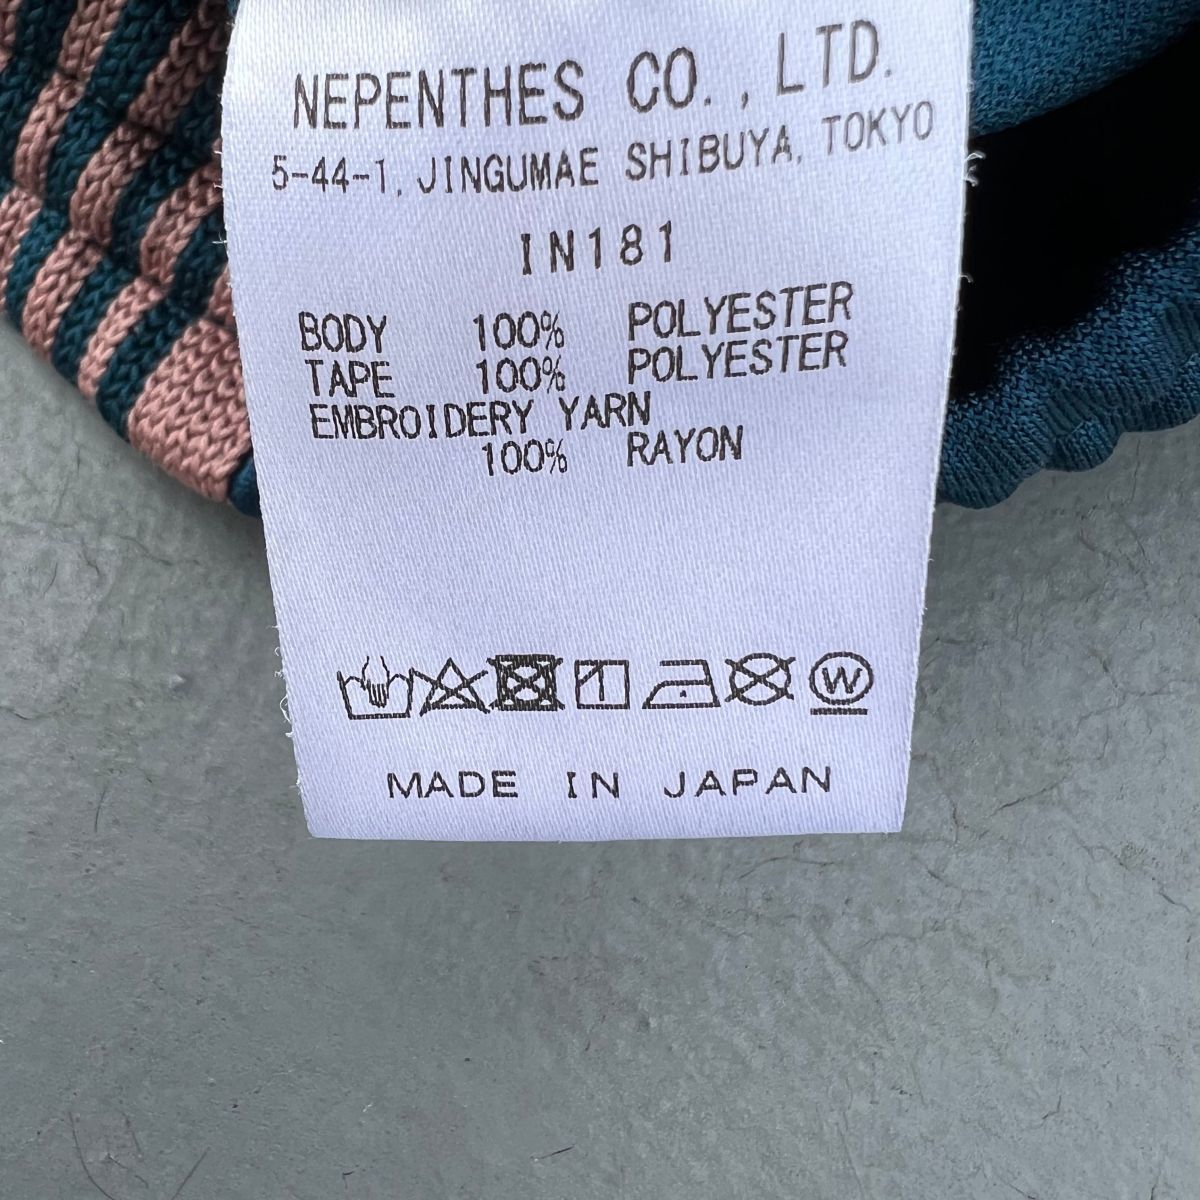 NEPENTHES CO., LTD.
5-44-1, JINGUMAE SHIBUYA, TOKYO
IN181
BODY 100% POLYESTER
TAPE 100% POLYESTER
EMBROIDERY YARN
100% RAYON
W
MADE IN JAPAN